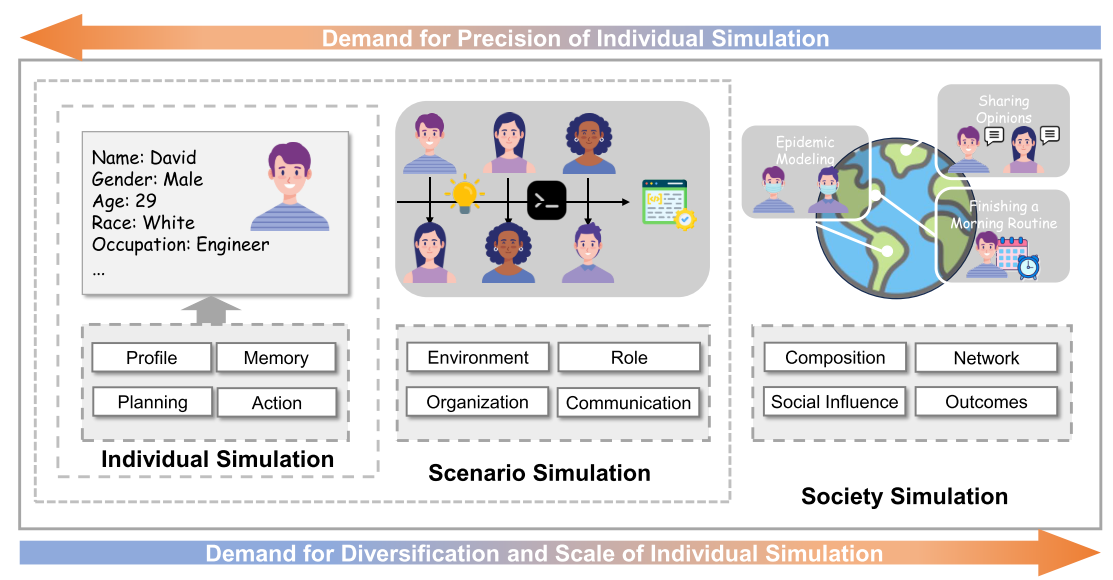 Demand for Precision of Individual Simulation
Name: David
Gender: Male
Age: 29
Race: White
Occupation: Engineer
...
Profile
Memory
Planning
Action
Individual Simulation
Environment
Role
Organization
Communication
Scenario Simulation
Epidemic
Modeling
Sharing
Opinions
Finishing a
Morning Routine
Composition
Network
Social Influence
Outcomes
Society Simulation
Demand for Diversification and Scale of Individual Simulation